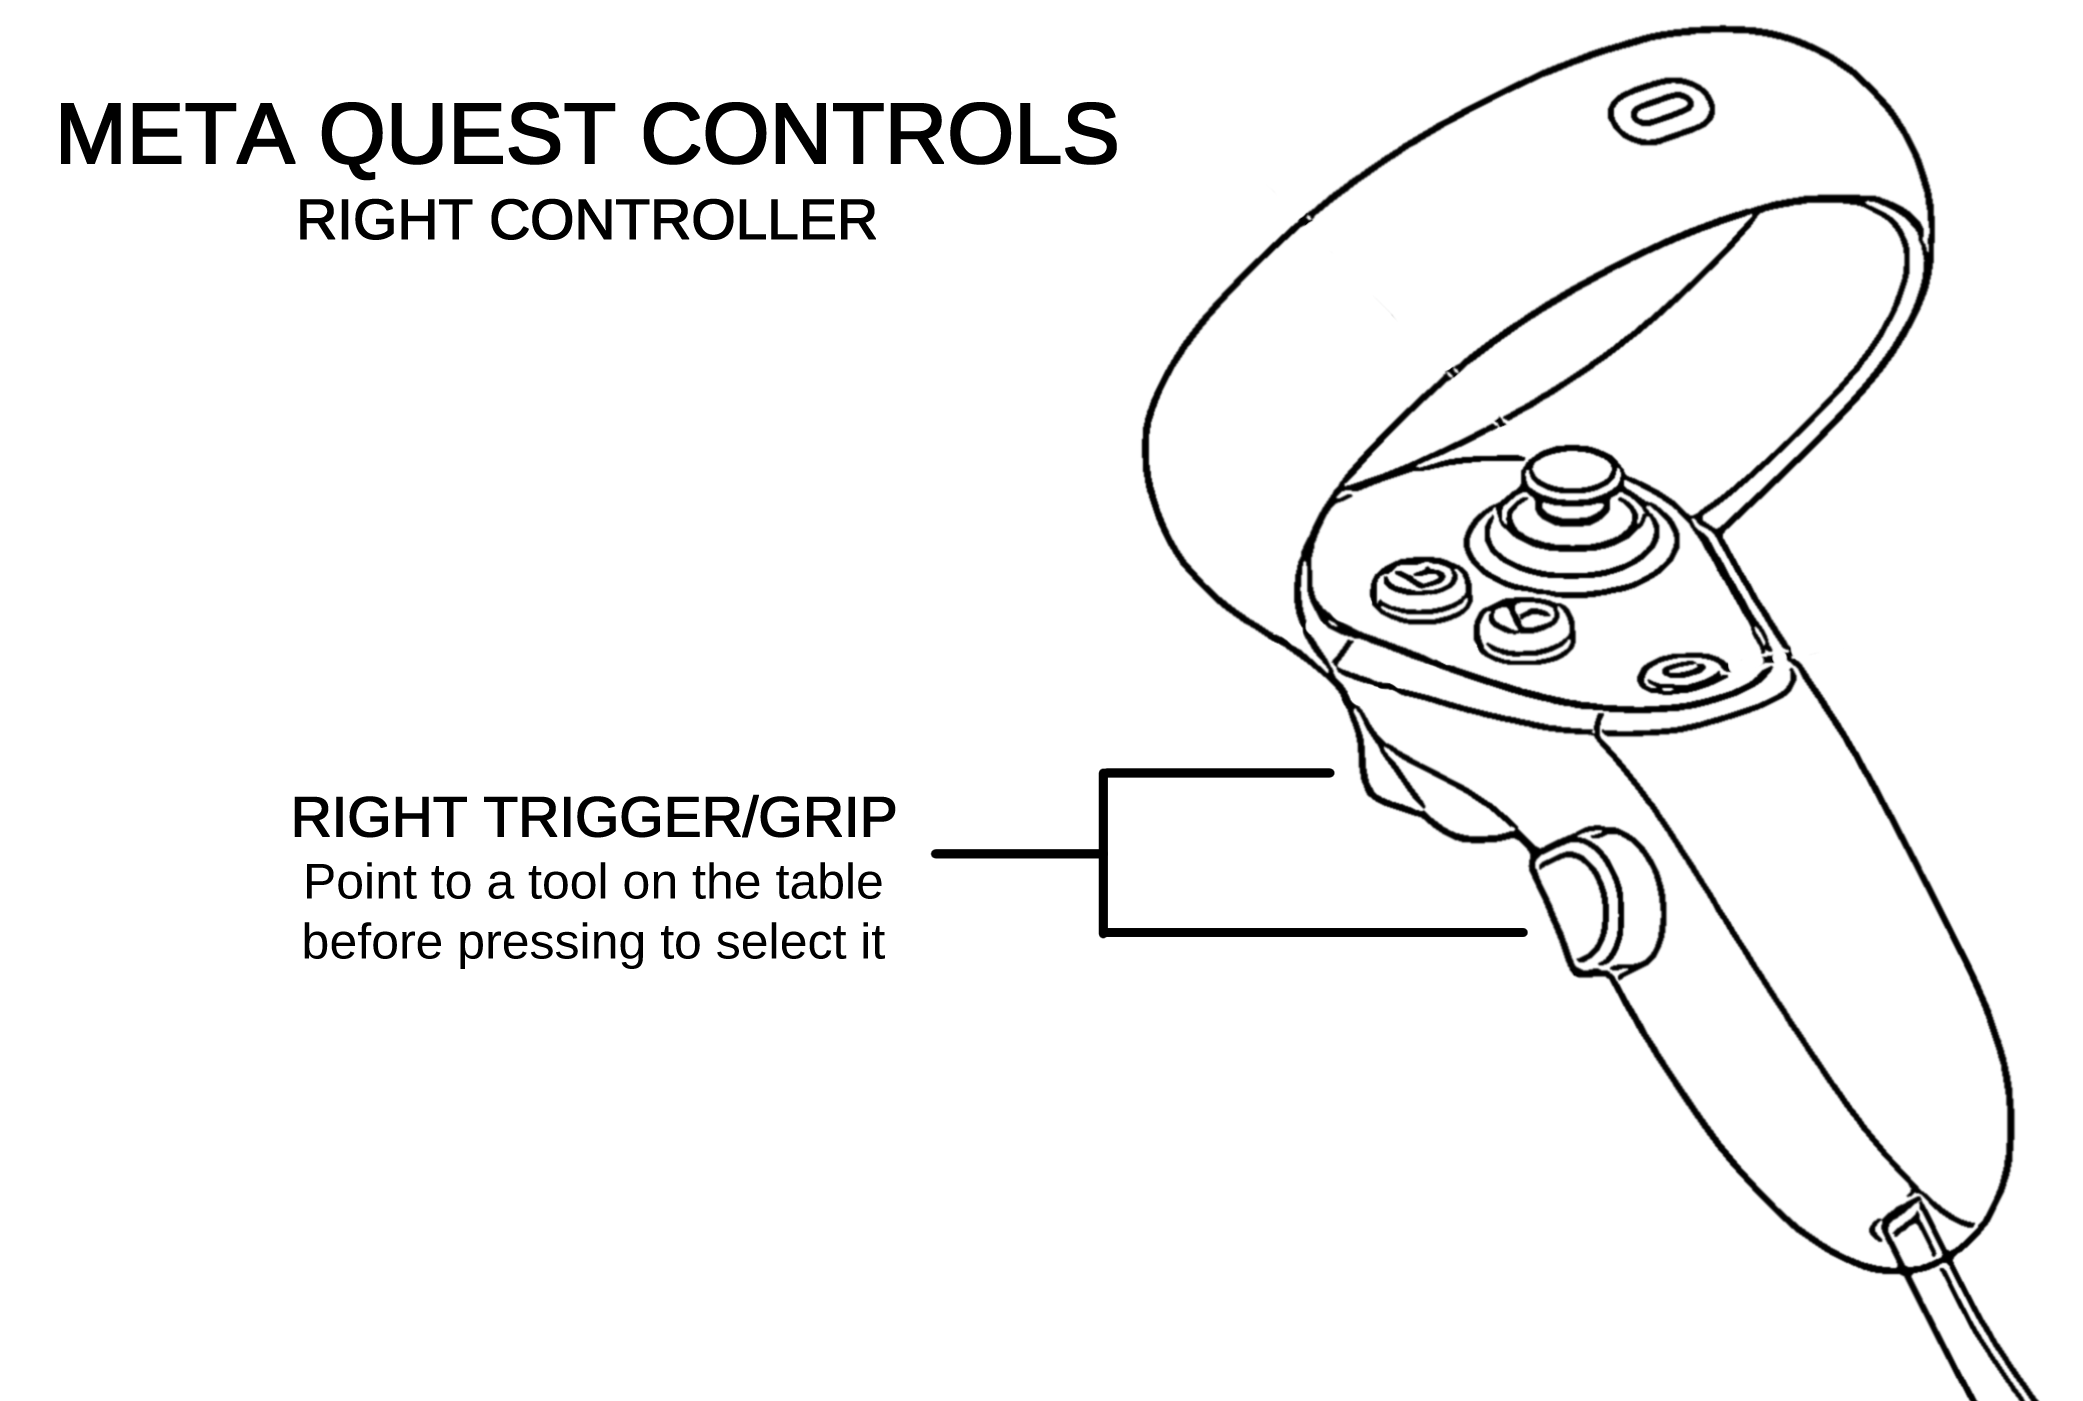 META QUEST CONTROLS
RIGHT CONTROLLER
RIGHT TRIGGER/GRIP
Point to a tool on the table
before pressing to select it